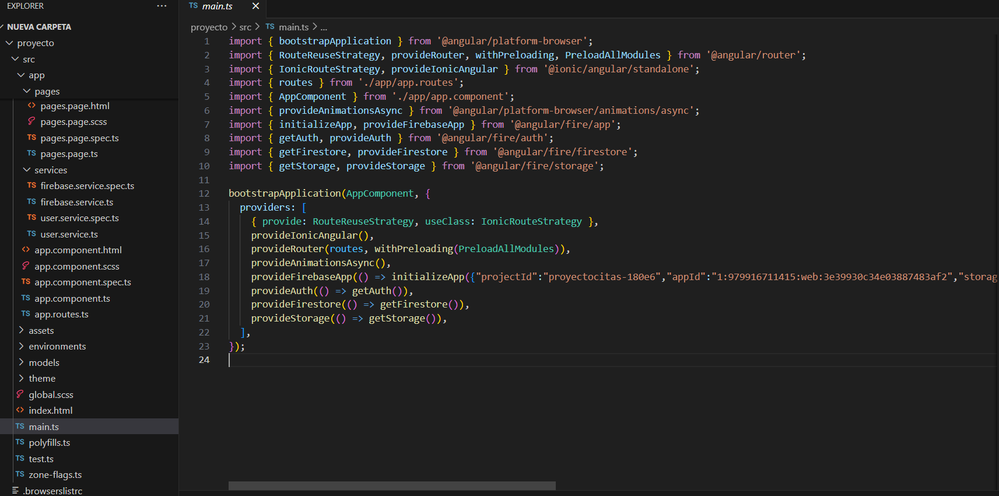 EXPLORER
NUEVA CARPETA
proyecto
src
app
pages
pages.page.html
pages.page.scss
TS pages.page.spec.ts
TS pages.page.ts
services
TS firebase.service.spec.ts
TS firebase.service.ts
TS user.service.spec.ts
TS user.service.ts
app.component.html
app.component.scss
TS app.component.spec.ts
TS app.component.ts
TS app.routes.ts
assets
environments
models
theme
global.scss
index.html
TS main.ts
TS polyfills.ts
TS test.ts
TS zone-flags.ts
.browserslistrc
TS main.ts
proyecto > src > TS main.ts > ...
1 import { bootstrapApplication } from '@angular/platform-browser';
2 import { RouteReuseStrategy, provideRouter, withPreloading, PreloadAllModules } from '@angular/router';
3 import { IonicRouteStrategy, provideIonicAngular } from '@ionic/angular/standalone';
4 import { routes } from './app/app.routes';
5 import { AppComponent } from './app/app.component';
6 import { provideAnimationsAsync } from '@angular/platform-browser/animations/async';
7 import { initializeApp, provideFirebaseApp } from '@angular/fire/app';
8 import { getAuth, provideAuth } from '@angular/fire/auth';
9 import { getFirestore, provideFirestore } from '@angular/fire/firestore';
10 import { getStorage, provideStorage } from '@angular/fire/storage';
11
12 bootstrapApplication(AppComponent, {
13 providers: [
14 { provide: RouteReuseStrategy, useClass: IonicRouteStrategy },
15 provideIonicAngular(),
16 provideRouter(routes, withPreloading(PreloadAllModules)),
17 provideAnimationsAsync(),
18 provideFirebaseApp(() => initializeApp({"projectId":"proyectocitas-180e6","appId":"1:979916711415:web:3e39930c34e03887483af2","storag
19 provideAuth(() => getAuth()),
20 provideFirestore(() => getFirestore()),
21 provideStorage(() => getStorage()),
22 ],
23 });
24